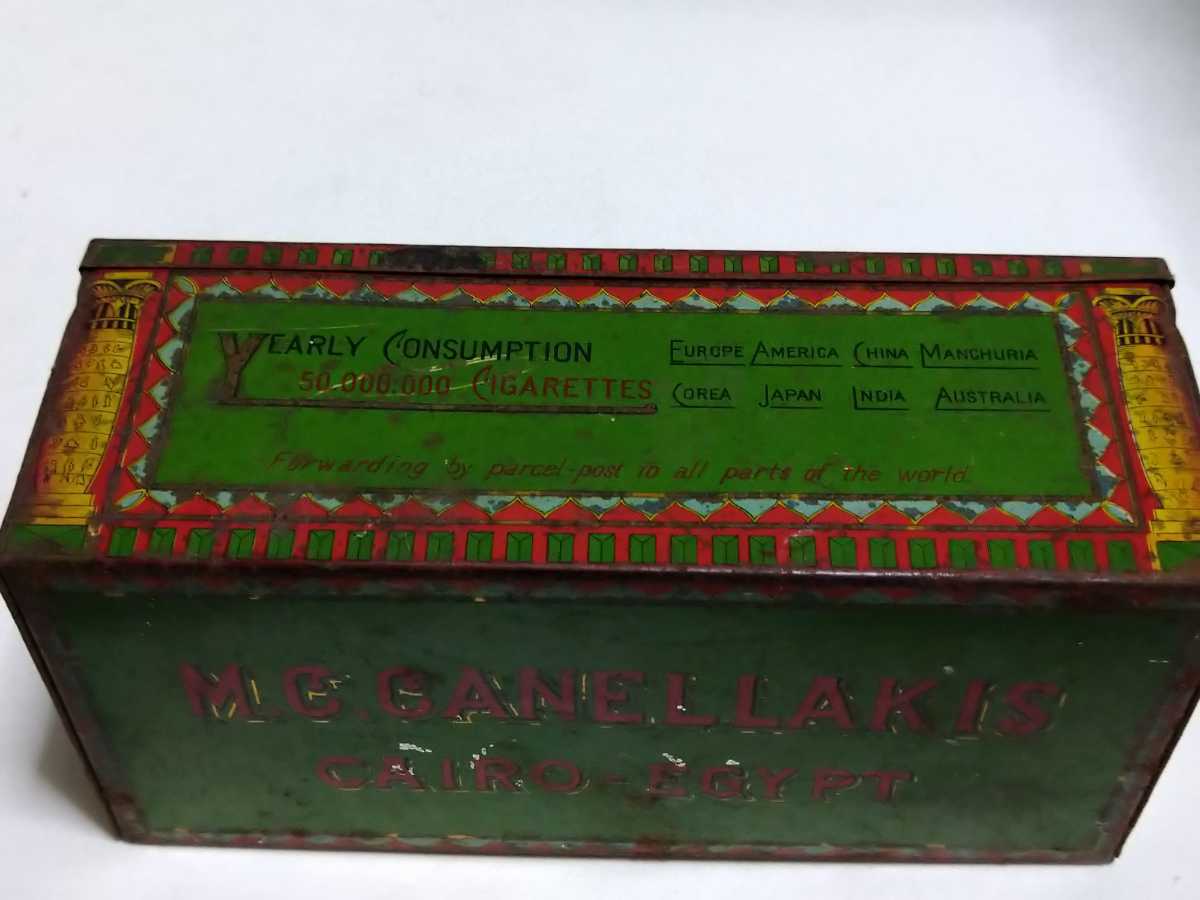 YEARLY CONSUMPTION
50.000.000 CIGARETTES
EUROPE AMERICA CHINA MANCHURIA
COREA JAPAN INDIA AUSTRALIA
Forwarding by parcel-post to all parts of the world.
M.C.CANELLAKIS
CAIRO-EGYPT